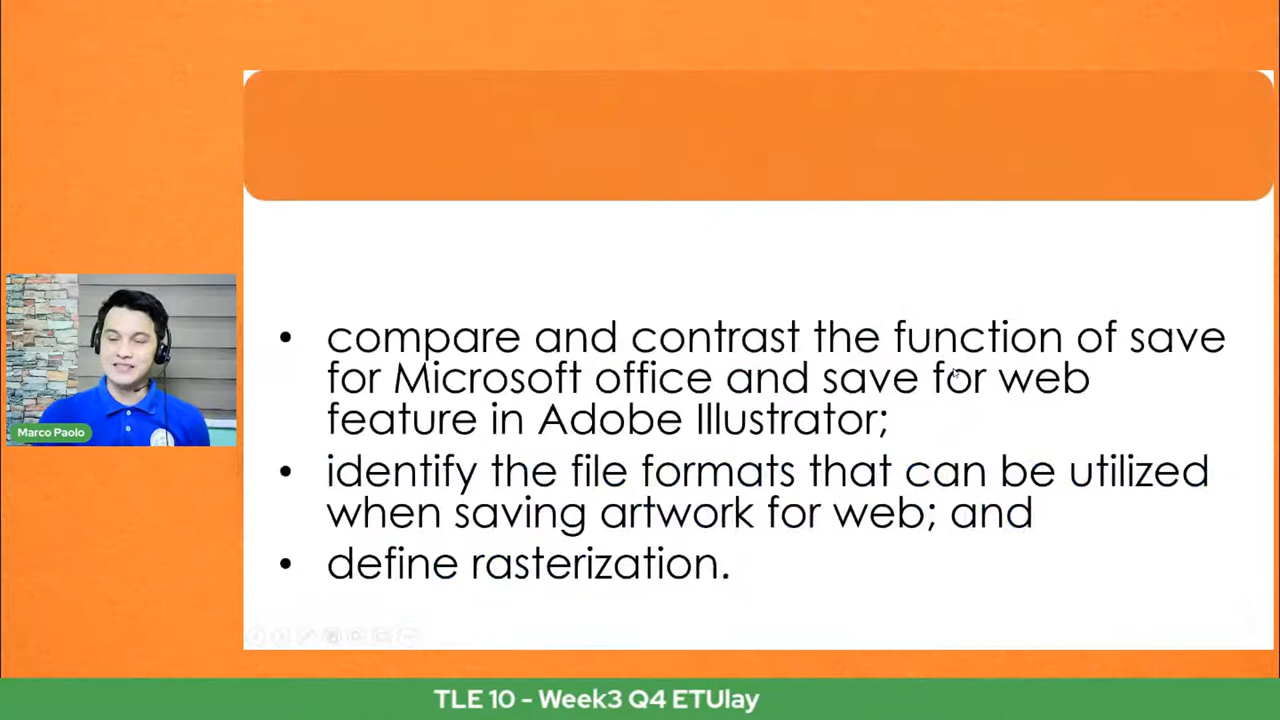 • compare and contrast the function of save
for Microsoft office and save for web
feature in Adobe Illustrator;
• identify the file formats that can be utilized
when saving artwork for web; and
• define rasterization.
Marco Paolo
TLE 10 - Week3 Q4 ETUlay